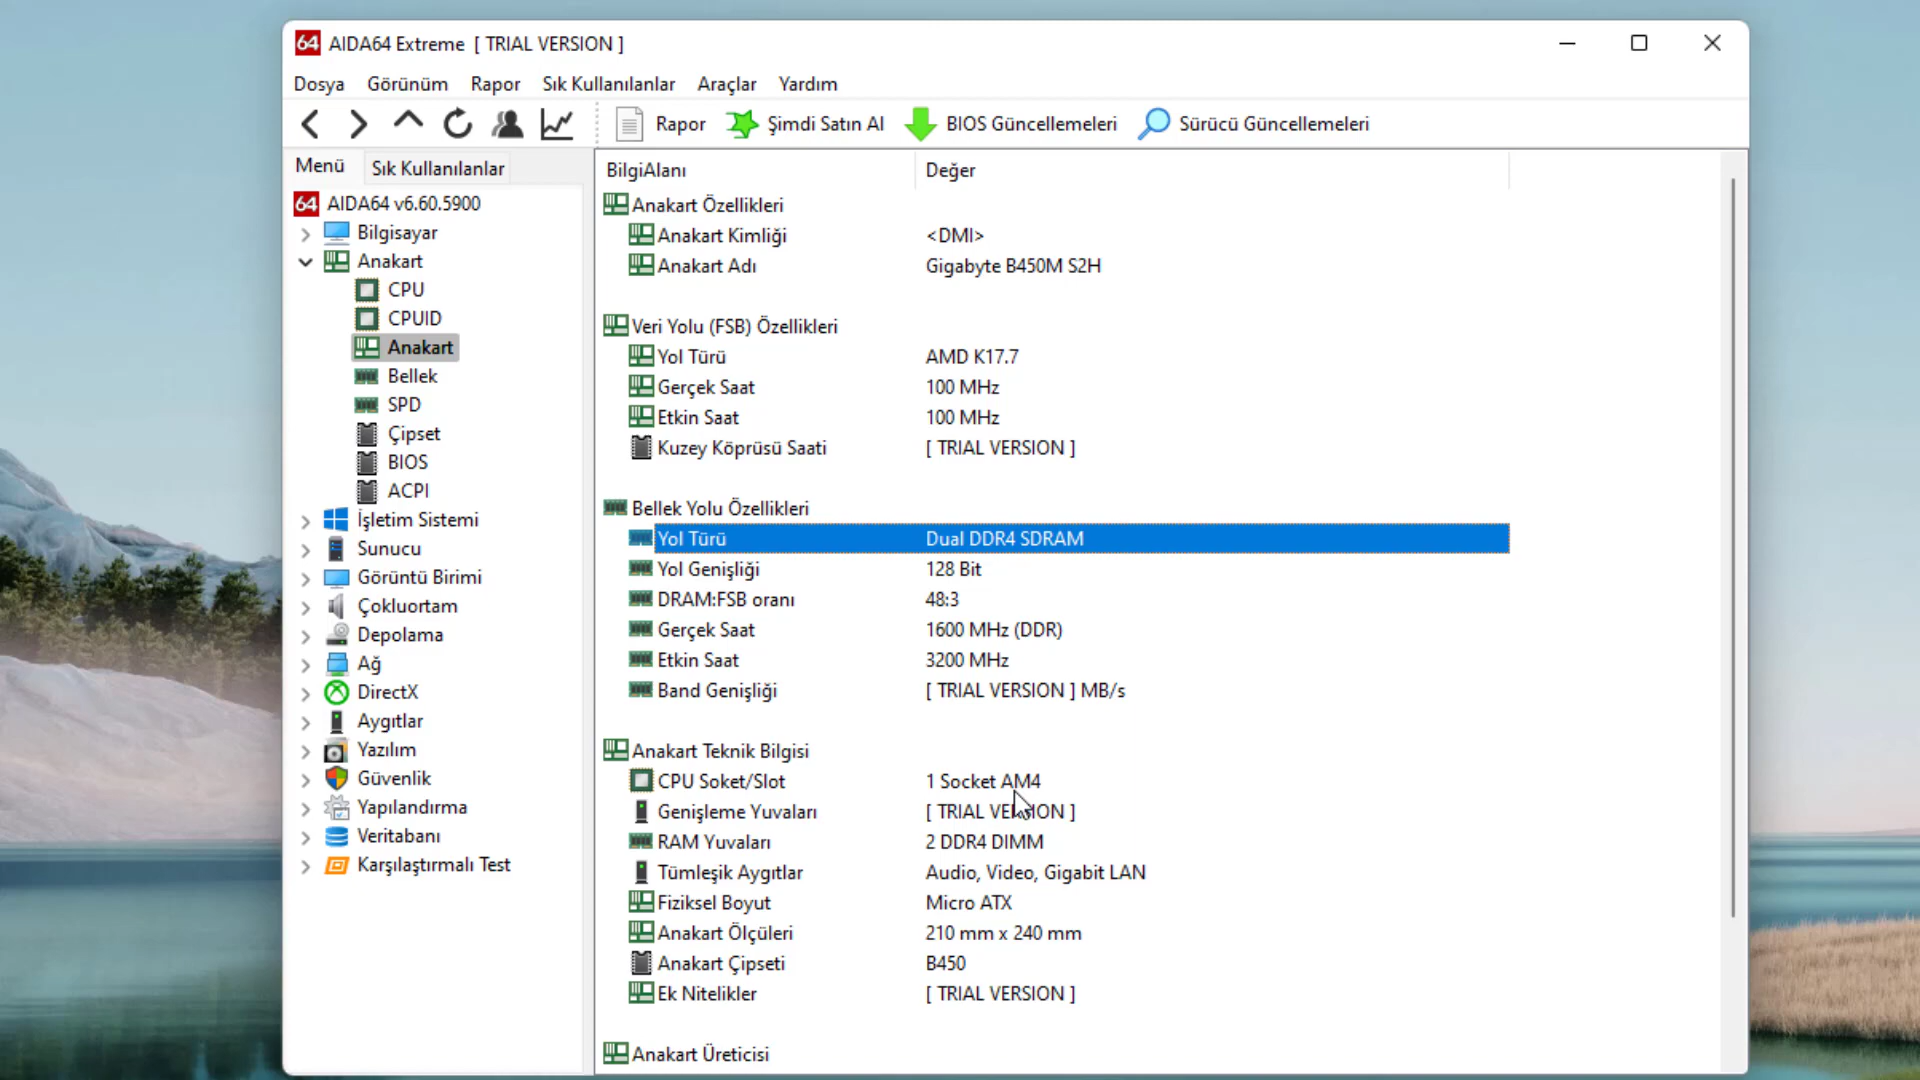 64 AIDA64 Extreme [ TRIAL VERSION ]
Dosya Görünüm Rapor Sık Kullanılanlar Araçlar Yardım
Rapor Şimdi Satın Al BIOS Güncellemeleri Sürücü Güncellemeleri
Menü Sık Kullanılanlar
64 AIDA64 v6.60.5900
Bilgisayar
Anakart
CPU
CPUID
Anakart
Bellek
SPD
Çipset
BIOS
ACPI
İşletim Sistemi
Sunucu
Görüntü Birimi
Çokluortam
Depolama
Ağ
DirectX
Aygıtlar
Yazılım
Güvenlik
Yapılandırma
Veritabanı
Karşılaştırmalı Test
BilgiAlanı Değer
Anakart Özellikleri
Anakart Kimliği <DMI>
Anakart Adı Gigabyte B450M S2H
Veri Yolu (FSB) Özellikleri
Yol Türü AMD K17.7
Gerçek Saat 100 MHz
Etkin Saat 100 MHz
Kuzey Köprüsü Saati [ TRIAL VERSION ]
Bellek Yolu Özellikleri
Yol Türü Dual DDR4 SDRAM
Yol Genişliği 128 Bit
DRAM:FSB oranı 48:3
Gerçek Saat 1600 MHz (DDR)
Etkin Saat 3200 MHz
Band Genişliği [ TRIAL VERSION ] MB/s
Anakart Teknik Bilgisi
CPU Soket/Slot 1 Socket AM4
Genişleme Yuvaları [ TRIAL VERSION ]
RAM Yuvaları 2 DDR4 DIMM
Tümleşik Aygıtlar Audio, Video, Gigabit LAN
Fiziksel Boyut Micro ATX
Anakart Ölçüleri 210 mm x 240 mm
Anakart Çipseti B450
Ek Nitelikler [ TRIAL VERSION ]
Anakart Üreticisi